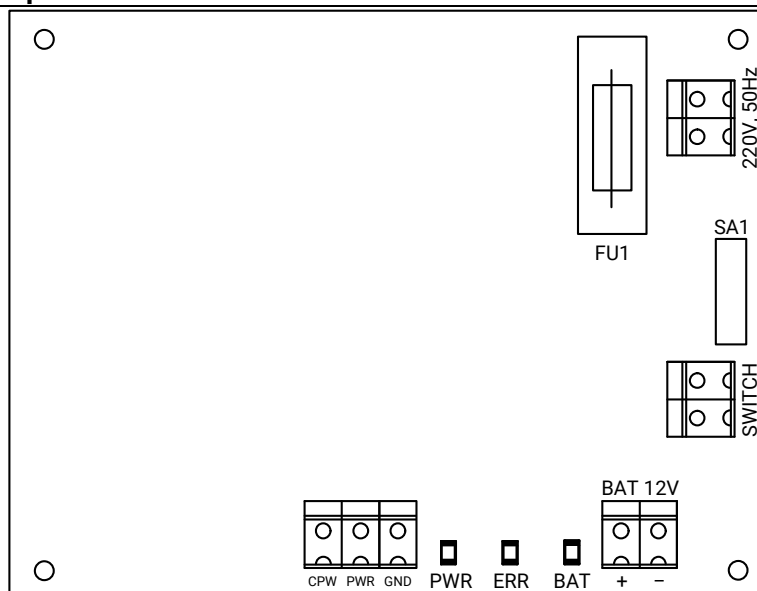 220V, 50Hz
FU1
SA1
SWITCH
BAT 12V
CPW PWR GND PWR ERR BAT + −